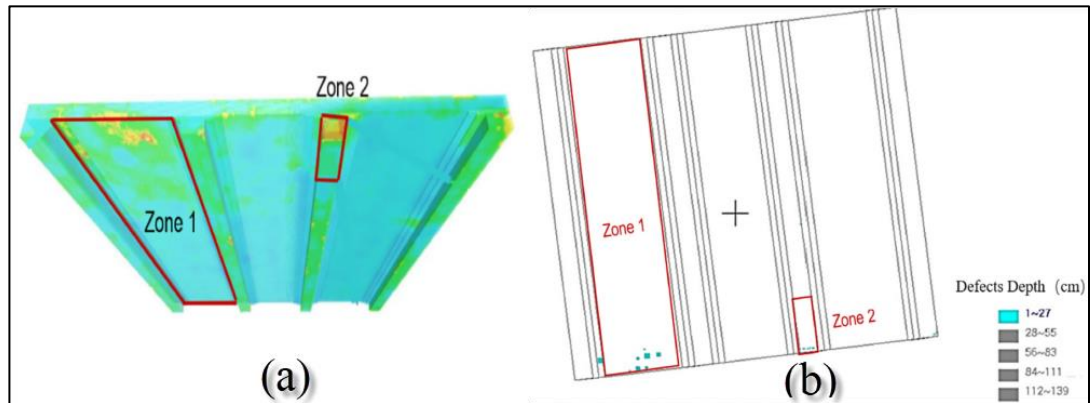 Zone 2
Zone 1
(a)
Zone 1
Zone 2
(b)
Defects Depth (cm)
1~27
28~55
56~83
84~111
112~139